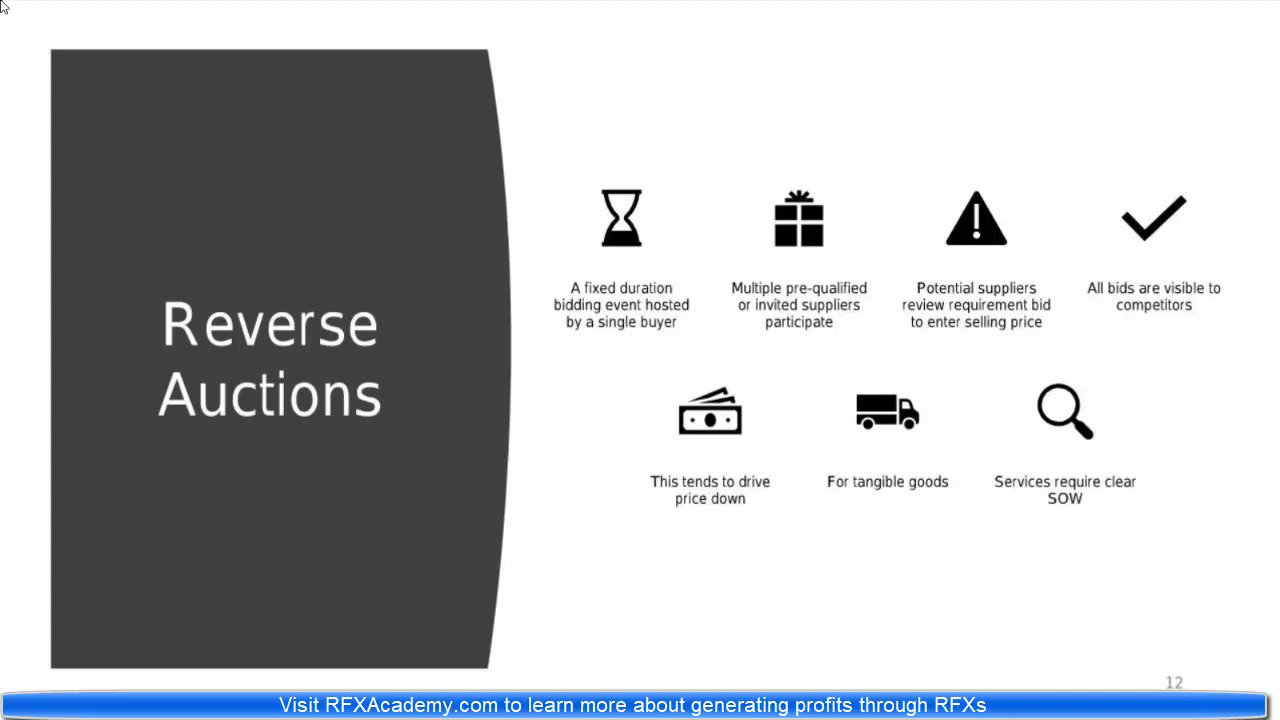 Reverse
Auctions
A fixed duration
bidding event hosted
by a single buyer
Multiple pre-qualified
or invited suppliers
participate
Potential suppliers
review requirement bid
to enter selling price
All bids are visible to
competitors
This tends to drive
price down
For tangible goods
Services require clear
SOW
12
Visit RFXAcademy.com to learn more about generating profits through RFXs